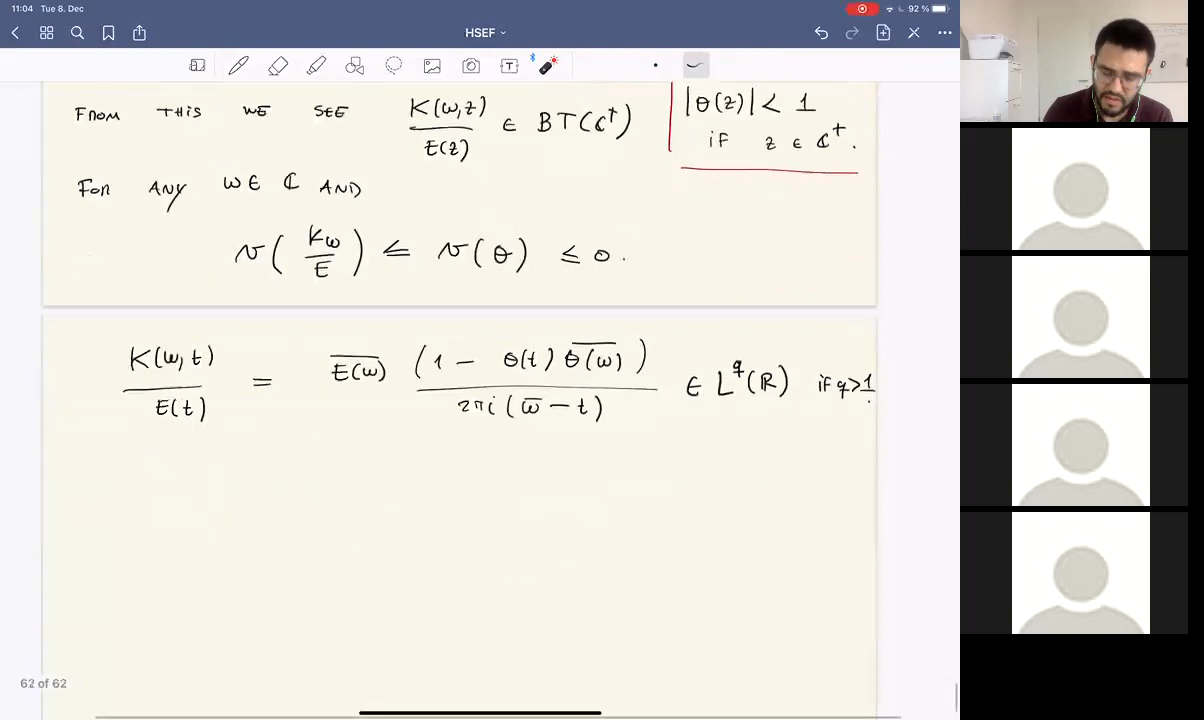 11:04 Tue 8. Dec
92 %
HSEF
FROM THIS WE SEE K(w,z)/E(z) ∈ BT(ℂ⁺)
|θ(z)| < 1
IF z ∈ ℂ⁺.
FOR ANY w ∈ ℂ AND
v(K_w/E) ≤ v(θ) ≤ 0.
K(w,t)/E(t) = \overline{E(w)} (1 − θ(t) \overline{θ(w)}) / 2πi(\overline{w} − t) ∈ L^q(ℝ) if q>1
62 of 62